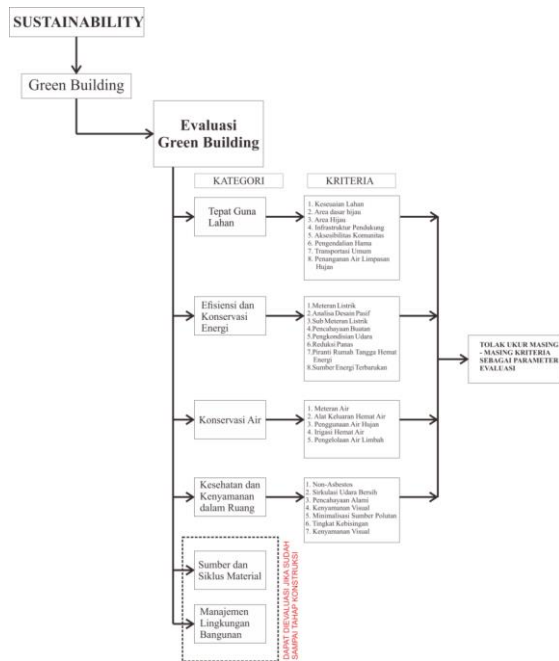 SUSTAINABILITY
Green Building
Evaluasi
Green Building
KATEGORI
KRITERIA
Tepat Guna
Lahan
1. Kesesuaian Lahan
2. Area dasar hijau
3. Area Hijau
4. Infrastruktur Pendukung
5. Aksesibilitas Komunitas
6. Pengendalian Hama
7. Transportasi Umum
8. Penanganan Air Limpasan
Hujan
Efisiensi dan
Konservasi
Energi
1.Meteran Listrik
2.Analisa Desain Pasif
3.Sub Meteran Listrik
4.Pencahayaan Buatan
5.Pengkondisian Udara
6.Reduksi Panas
7.Piranti Rumah Tangga Hemat
Energi
8.Sumber Energi Terbarukan
TOLAK UKUR MASING
- MASING KRITERIA
SEBAGAI PARAMETER
EVALUASI
Konservasi Air
1. Meteran Air
2. Alat Keluaran Hemat Air
3. Penggunaan Air Hujan
4. Irigasi Hemat Air
5. Pengelolaan Air Limbah
Kesehatan dan
Kenyamanan
dalam Ruang
1. Non-Asbestos
2. Sirkulasi Udara Bersih
3. Pencahayaan Alami
4. Kenyamanan Visual
5. Minimalisasi Sumber Polutan
6. Tingkat Kebisingan
7. Kenyamanan Visual
Sumber dan
Siklus Material
Manajemen
Lingkungan
Bangunan
DAPAT DIEVALUASI JIKA SUDAH
SAMPAI TAHAP KONSTRUKSI